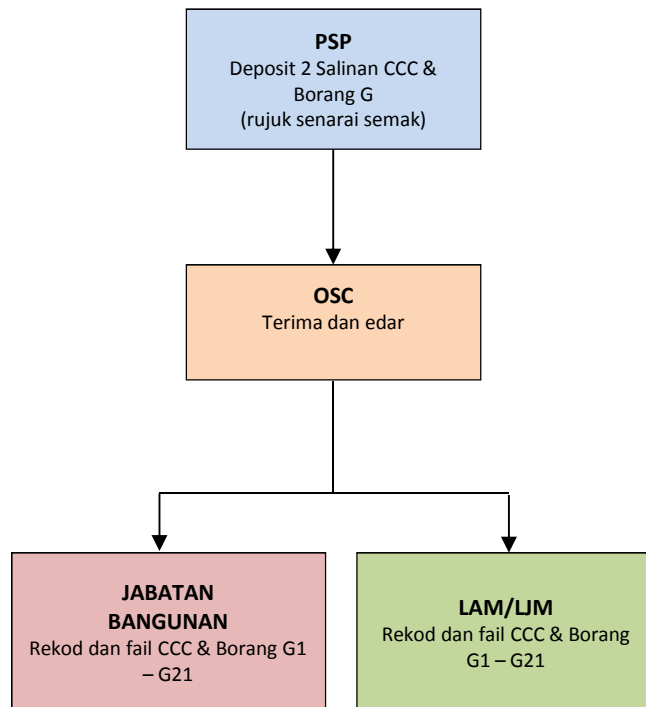 PSP
Deposit 2 Salinan CCC &
Borang G
(rujuk senarai semak)
OSC
Terima dan edar
JABATAN
BANGUNAN
Rekod dan fail CCC & Borang G1
– G21
LAM/LJM
Rekod dan fail CCC & Borang
G1 – G21